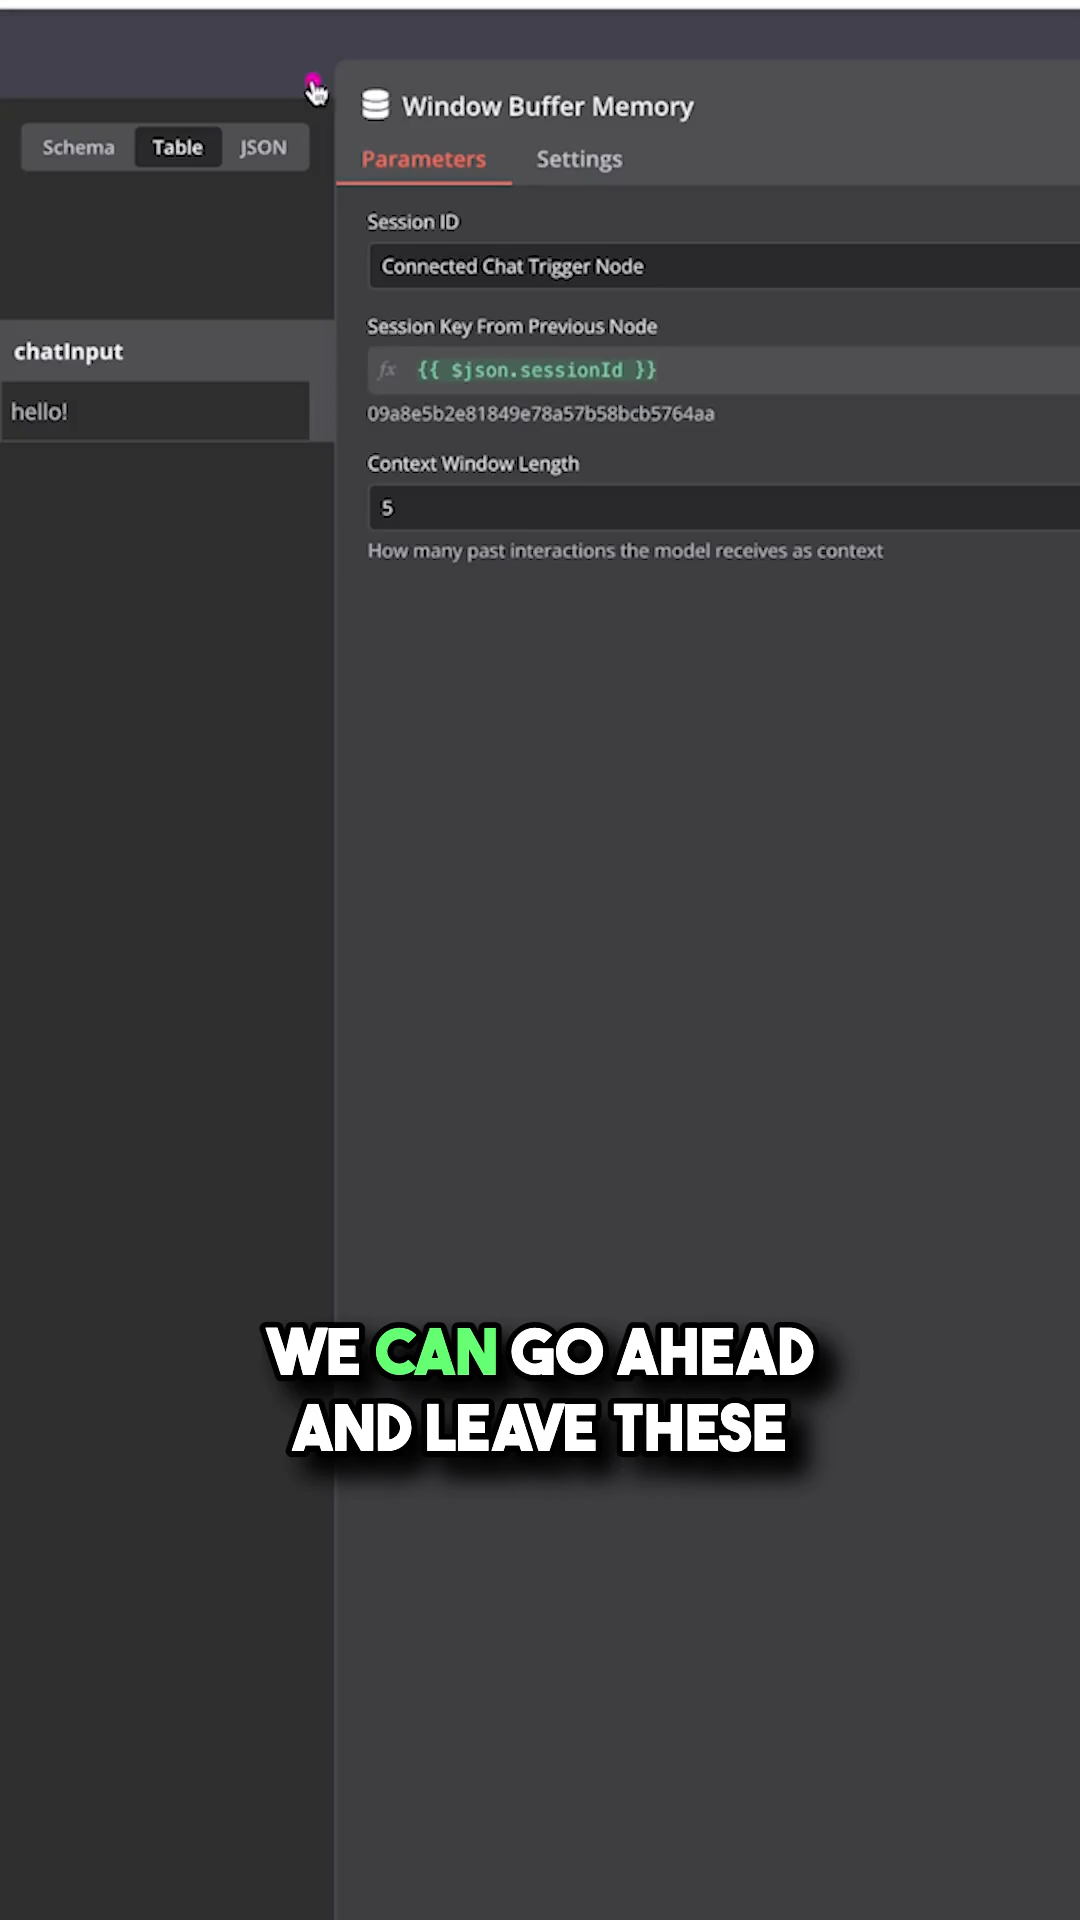 Schema Table JSON
chatInput
hello!
Window Buffer Memory
Parameters Settings
Session ID
Connected Chat Trigger Node
Session Key From Previous Node
fx {{ $json.sessionId }}
09a8e5b2e81849e78a57b58bcb5764aa
Context Window Length
5
How many past interactions the model receives as context
WE CAN GO AHEAD
AND LEAVE THESE